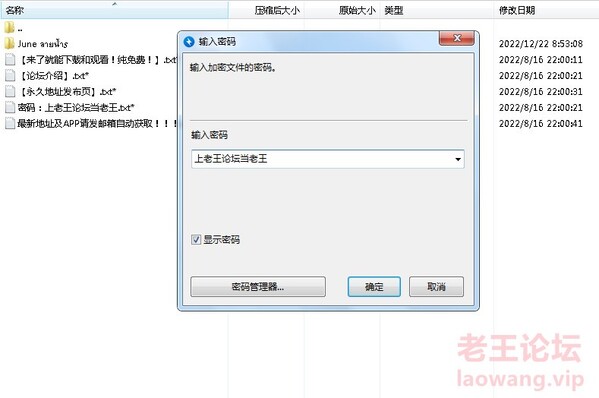 名称 压缩后大小 原始大小 类型 修改日期
..
June ลายน้ำรู 2022/12/22 8:53:08
【来了就能下载和观看！纯免费！】.txt* 2022/8/16 22:00:11
【论坛介绍】.txt* 2022/8/16 22:00:21
【永久地址发布页】.txt* 2022/8/16 22:00:31
密码：上老王论坛当老王.txt* 2022/8/16 22:00:21
最新地址及APP请发邮箱自动获取！！！ 2022/8/16 22:00:41
输入密码
输入加密文件的密码。
输入密码
上老王论坛当老王
显示密码
密码管理器... 确定 取消
老王论坛
laowang.vip